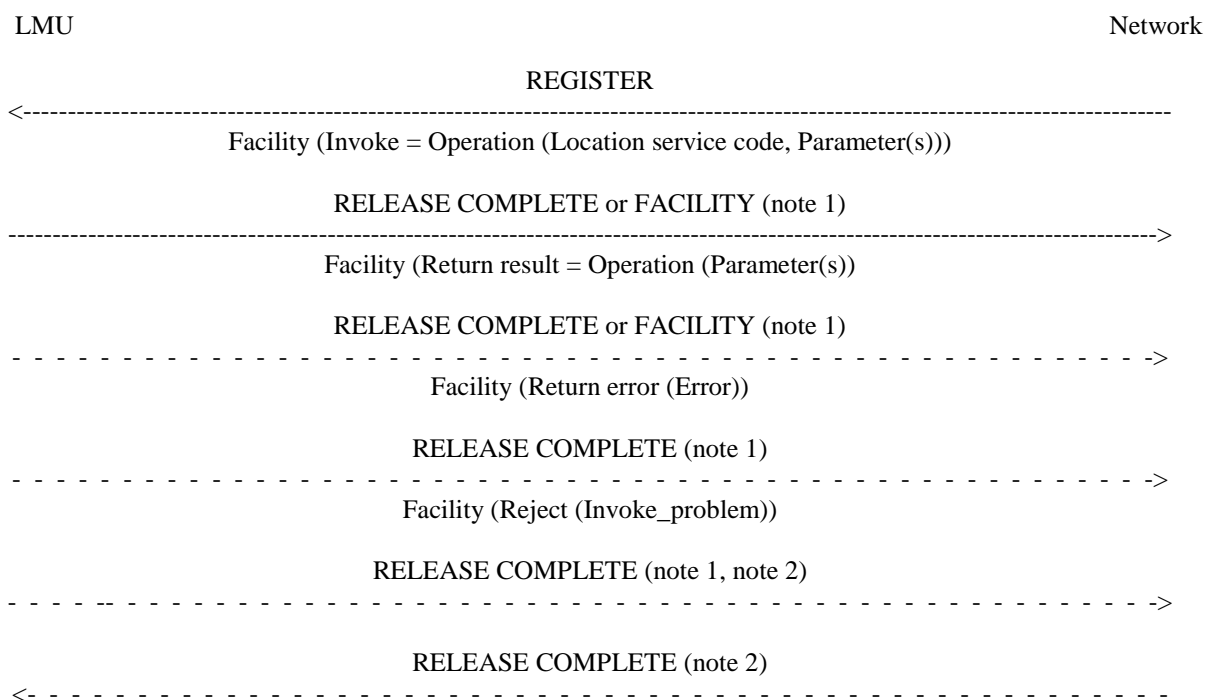 LMU Network
REGISTER
<------------------------------------------------------------------------------------------------------------------------------------
Facility (Invoke = Operation (Location service code, Parameter(s)))
RELEASE COMPLETE or FACILITY (note 1)
------------------------------------------------------------------------------------------------------------------------------------>
Facility (Return result = Operation (Parameter(s))
RELEASE COMPLETE or FACILITY (note 1)
- - - - - - - - - - - - - - - - - - - - - - - - - - - - - - - - - - - - - - - - - - - - - - - - - - - ->
Facility (Return error (Error))
RELEASE COMPLETE (note 1)
- - - - - - - - - - - - - - - - - - - - - - - - - - - - - - - - - - - - - - - - - - - - - - - - - - - ->
Facility (Reject (Invoke_problem))
RELEASE COMPLETE (note 1, note 2)
- - - - -- - - - - - - - - - - - - - - - - - - - - - - - - - - - - - - - - - - - - - - - - - - - - - - ->
RELEASE COMPLETE (note 2)
<- - - - - - - - - - - - - - - - - - - - - - - - - - - - - - - - - - - - - - - - - - - - - - - - - - - -